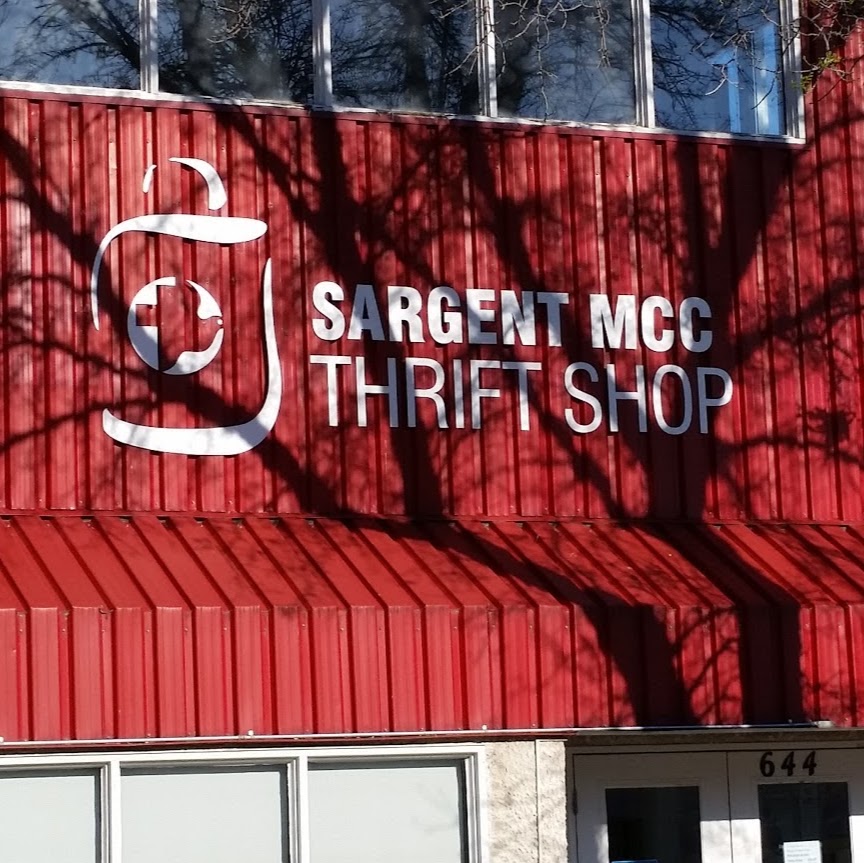 SARGENT MCC
THRIFT SHOP
644